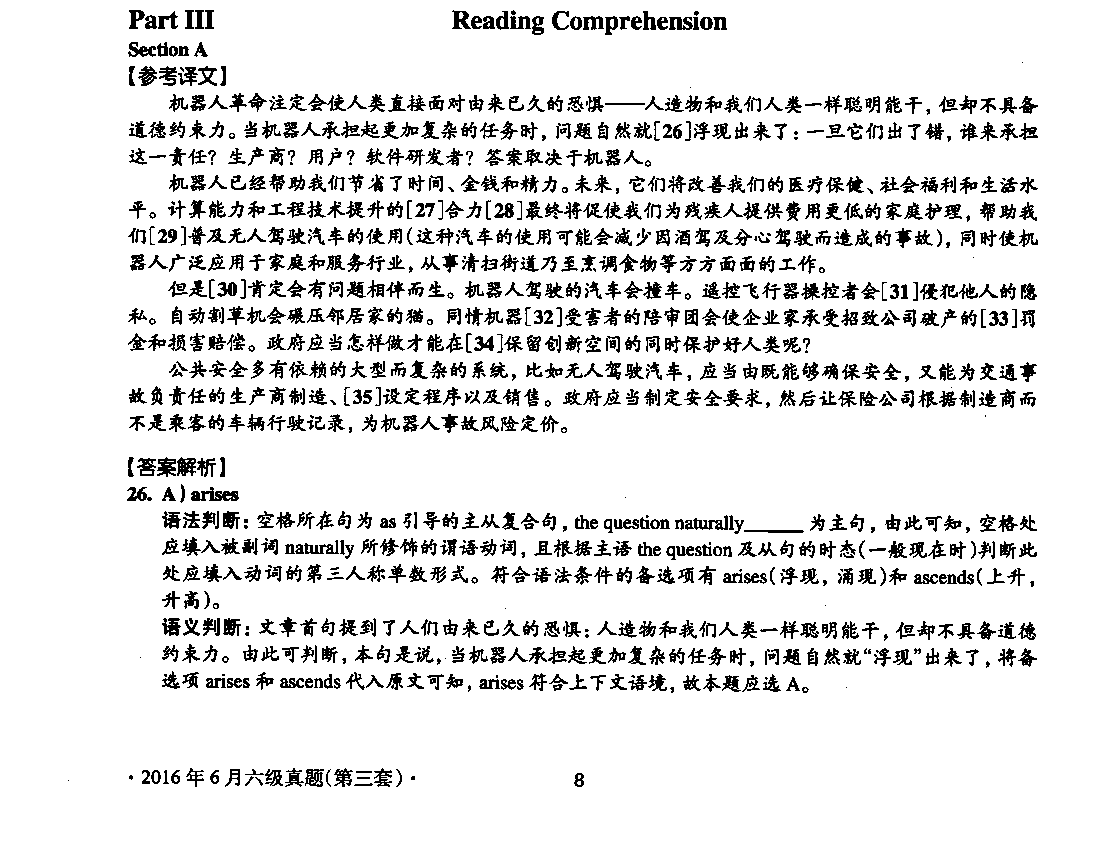 Part III Reading Comprehension
Section A
【参考译文】
机器人革命注定会使人类直接面对由来已久的恐惧——人造物和我们人类一样聪明能干，但却不具备
道德约束力。当机器人承担起更加复杂的任务时，问题自然就[26]浮现出来了：一旦它们出了错，谁来承担
这一责任？生产商？用户？软件研发者？答案取决于机器人。
机器人已经帮助我们节省了时间、金钱和精力。未来，它们将改善我们的医疗保健、社会福利和生活水
平。计算能力和工程技术提升的[27]合力[28]最终将促使我们为残疾人提供费用更低的家庭护理，帮助我
们[29]普及无人驾驶汽车的使用(这种汽车的使用可能会减少因酒驾及分心驾驶而造成的事故)，同时使机
器人广泛应用于家庭和服务行业，从事清扫街道乃至烹调食物等方方面面的工作。
但是[30]肯定会有问题相伴而生。机器人驾驶的汽车会撞车。遥控飞行器操控者会[31]侵犯他人的隐
私。自动割草机会碾压邻居家的猫。同情机器[32]受害者的陪审团会使企业家承受招致公司破产的[33]罚
金和损害赔偿。政府应当怎样做才能在[34]保留创新空间的同时保护好人类呢？
公共安全多有依赖的大型而复杂的系统，比如无人驾驶汽车，应当由既能够确保安全，又能为交通事
故负责任的生产商制造、[35]设定程序以及销售。政府应当制定安全要求，然后让保险公司根据制造商而
不是乘客的车辆行驶记录，为机器人事故风险定价。
【答案解析】
26. A) arises
语法判断：空格所在句为 as 引导的主从复合句，the question naturally______ 为主句，由此可知，空格处
应填入被副词 naturally 所修饰的谓语动词，且根据主语 the question 及从句的时态(一般现在时)判断此
处应填入动词的第三人称单数形式。符合语法条件的备选项有 arises(浮现，涌现)和 ascends(上升，
升高)。
语义判断：文章首句提到了人们由来已久的恐惧：人造物和我们人类一样聪明能干，但却不具备道德
约束力。由此可判断，本句是说，当机器人承担起更加复杂的任务时，问题自然就“浮现”出来了，将备
选项 arises 和 ascends 代入原文可知，arises 符合上下文语境，故本题应选 A。
·2016 年 6 月六级真题(第三套)· 8